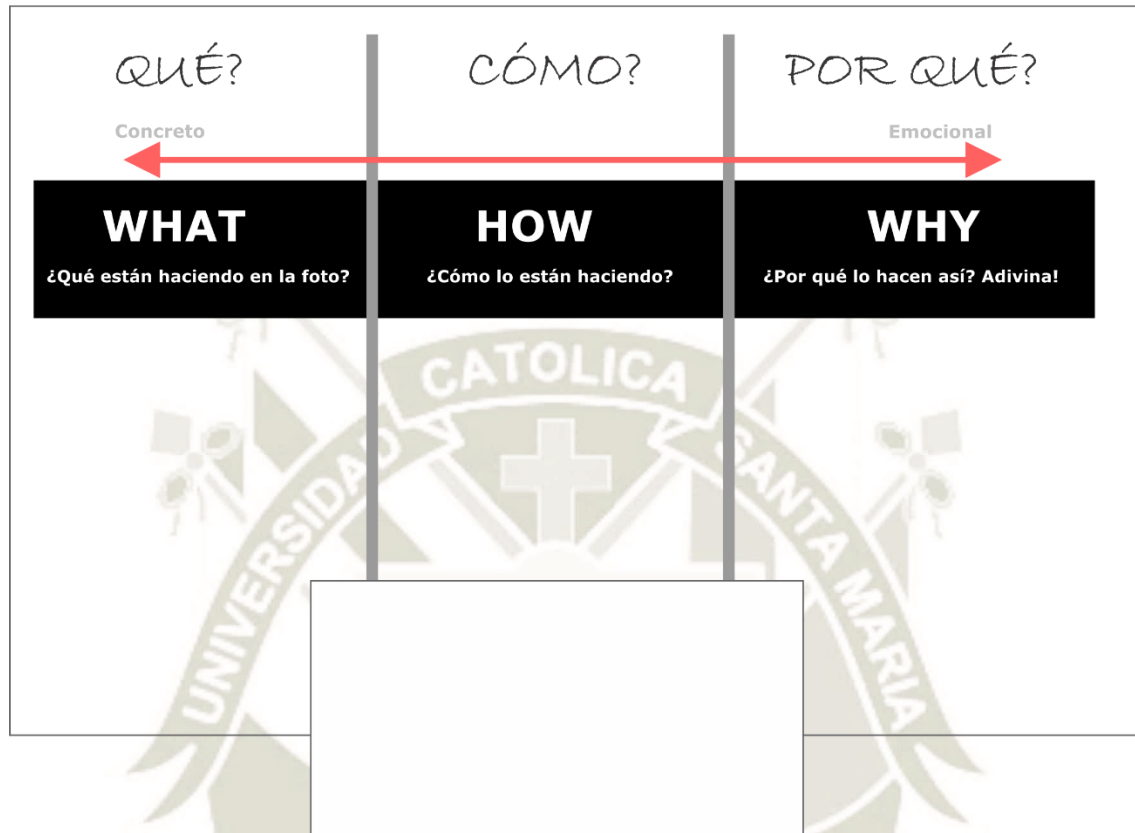 QUÉ?
CÓMO?
POR QUÉ?
Concreto
Emocional
WHAT
HOW
WHY
¿Qué están haciendo en la foto?
¿Cómo lo están haciendo?
¿Por qué lo hacen así? Adivina!
UNIVERSIDAD CATOLICA SANTA MARIA